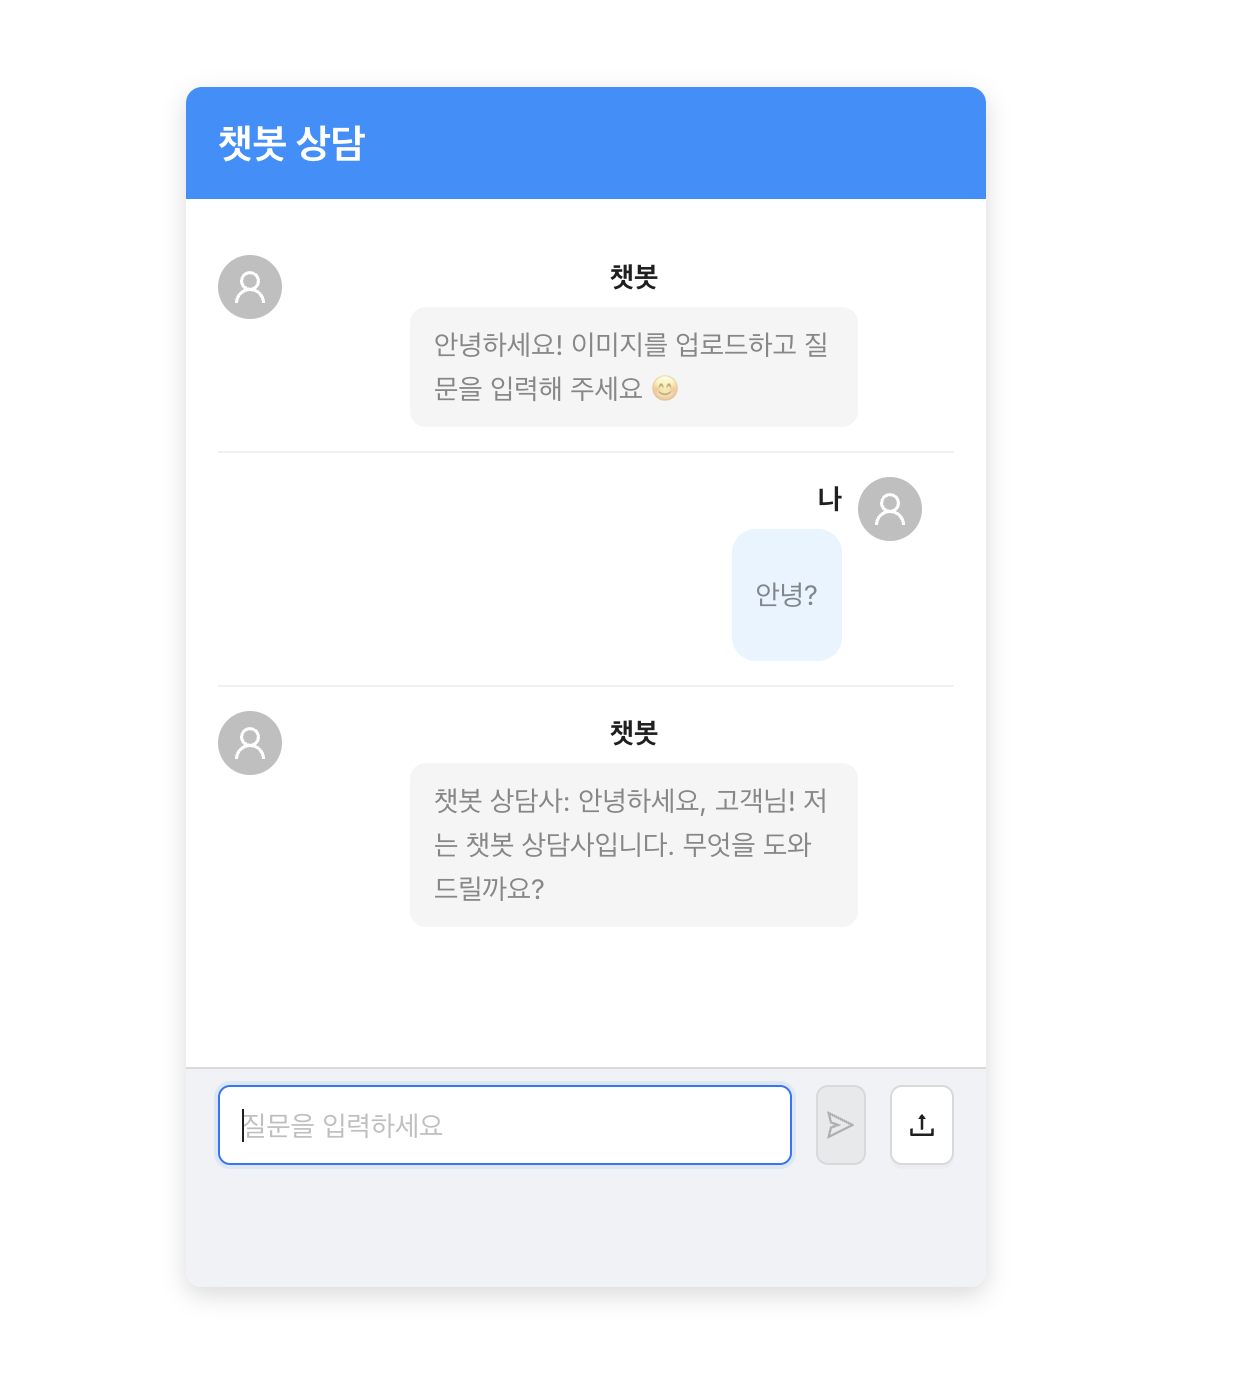 챗봇 상담
챗봇
안녕하세요! 이미지를 업로드하고 질
문을 입력해 주세요 😊
나
안녕?
챗봇
챗봇 상담사: 안녕하세요, 고객님! 저
는 챗봇 상담사입니다. 무엇을 도와
드릴까요?
질문을 입력하세요